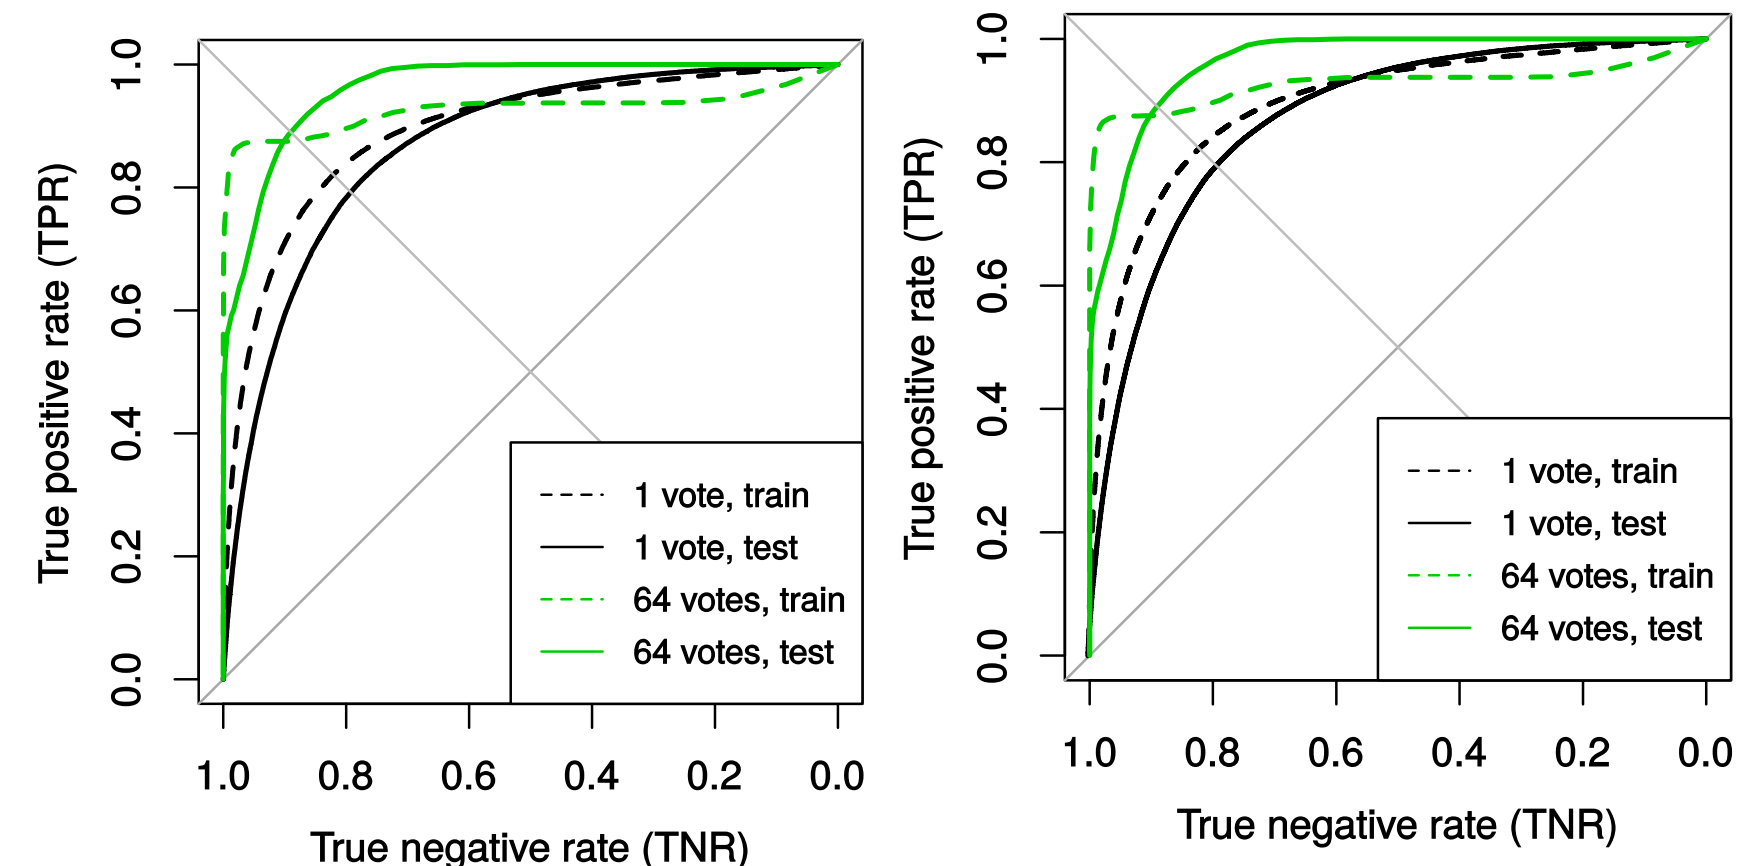 True positive rate (TPR)
1.0
0.8
0.6
0.4
0.2
0.0
1 vote, train
1 vote, test
64 votes, train
64 votes, test
1.0 0.8 0.6 0.4 0.2 0.0
True negative rate (TNR)
True positive rate (TPR)
1.0
0.8
0.6
0.4
0.2
0.0
1 vote, train
1 vote, test
64 votes, train
64 votes, test
1.0 0.8 0.6 0.4 0.2 0.0
True negative rate (TNR)